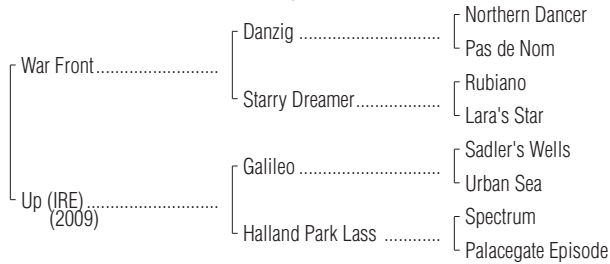 Northern Dancer
Danzig ..............................
Pas de Nom
War Front..........................
Rubiano
Starry Dreamer..................
Lara's Star
Sadler's Wells
Galileo ..............................
Urban Sea
Up (IRE)............................
(2009)
Spectrum
Halland Park Lass ............
Palacegate Episode